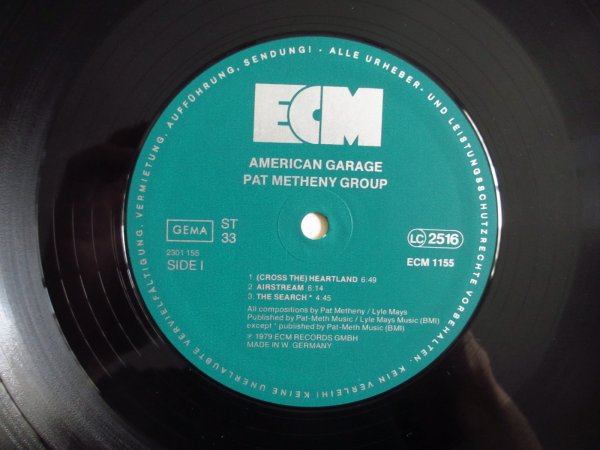 · ALLE URHEBER- UND LEISTUNGSSCHUTZRECHTE VORBEHALTEN · KEIN VERLEIH! KEINE UNERLAUBTE VERVIELFÄLTIGUNG, VERMIETUNG, AUFFÜHRUNG, SENDUNG!
ECM
AMERICAN GARAGE
PAT METHENY GROUP
GEMA
ST
33
2301 155
SIDE I
LC 2516
ECM 1155
1 (CROSS THE) HEARTLAND 6:49
2 AIRSTREAM 6:14
3. THE SEARCH * 4:45
All compositions by Pat Metheny / Lyle Mays
Published by Pat-Meth Music / Lyle Mays Music (BMI)
except * published by Pat-Meth Music (BMI)
℗ 1979 ECM RECORDS GMBH
MADE IN W. GERMANY